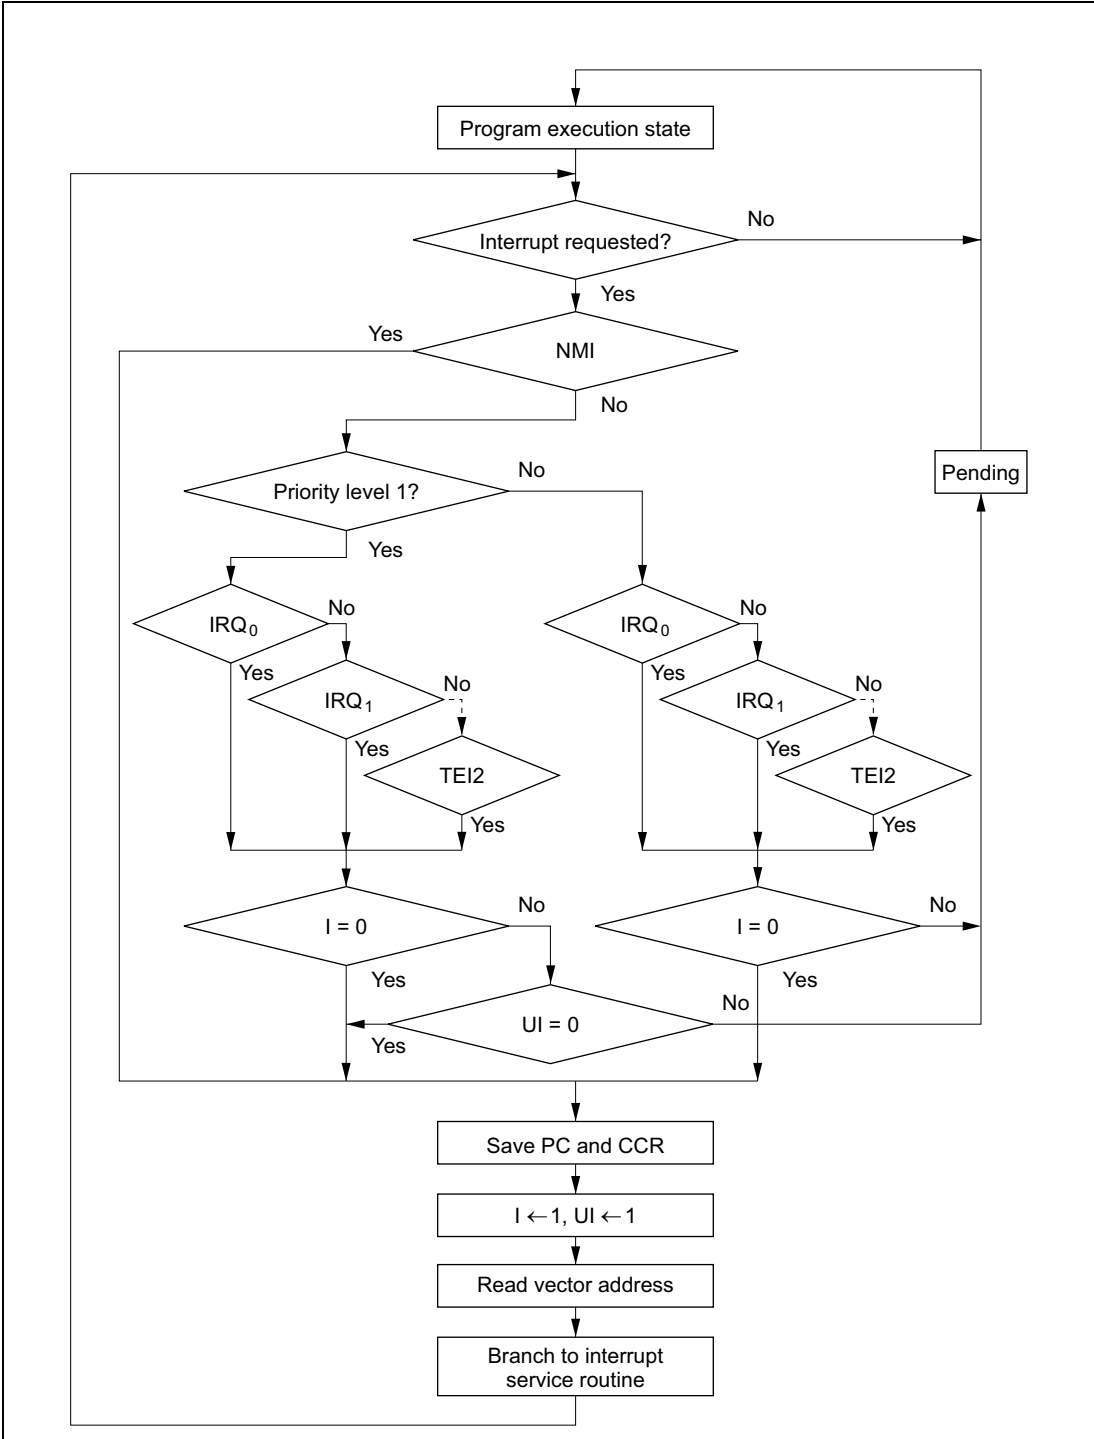 Program execution state
No
Interrupt requested?
Yes
Yes
NMI
No
No
Priority level 1?
Pending
Yes
No
No
IRQ0
IRQ0
Yes
No
Yes
No
IRQ1
IRQ1
Yes
Yes
TEI2
TEI2
Yes
Yes
No
No
I = 0
I = 0
Yes
Yes
No
UI = 0
Yes
Save PC and CCR
I ← 1, UI ← 1
Read vector address
Branch to interrupt
service routine